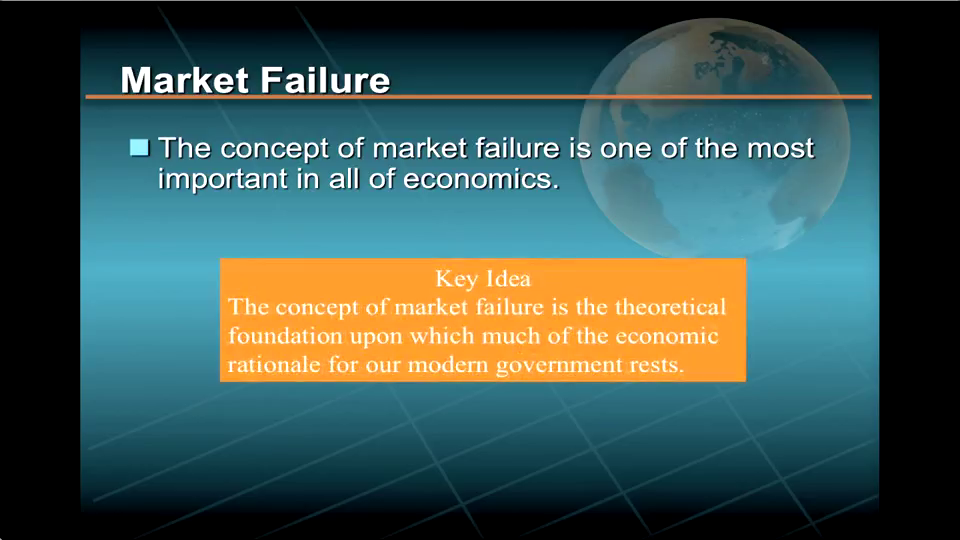 Market Failure
The concept of market failure is one of the most
important in all of economics.
Key Idea
The concept of market failure is the theoretical
foundation upon which much of the economic
rationale for our modern government rests.